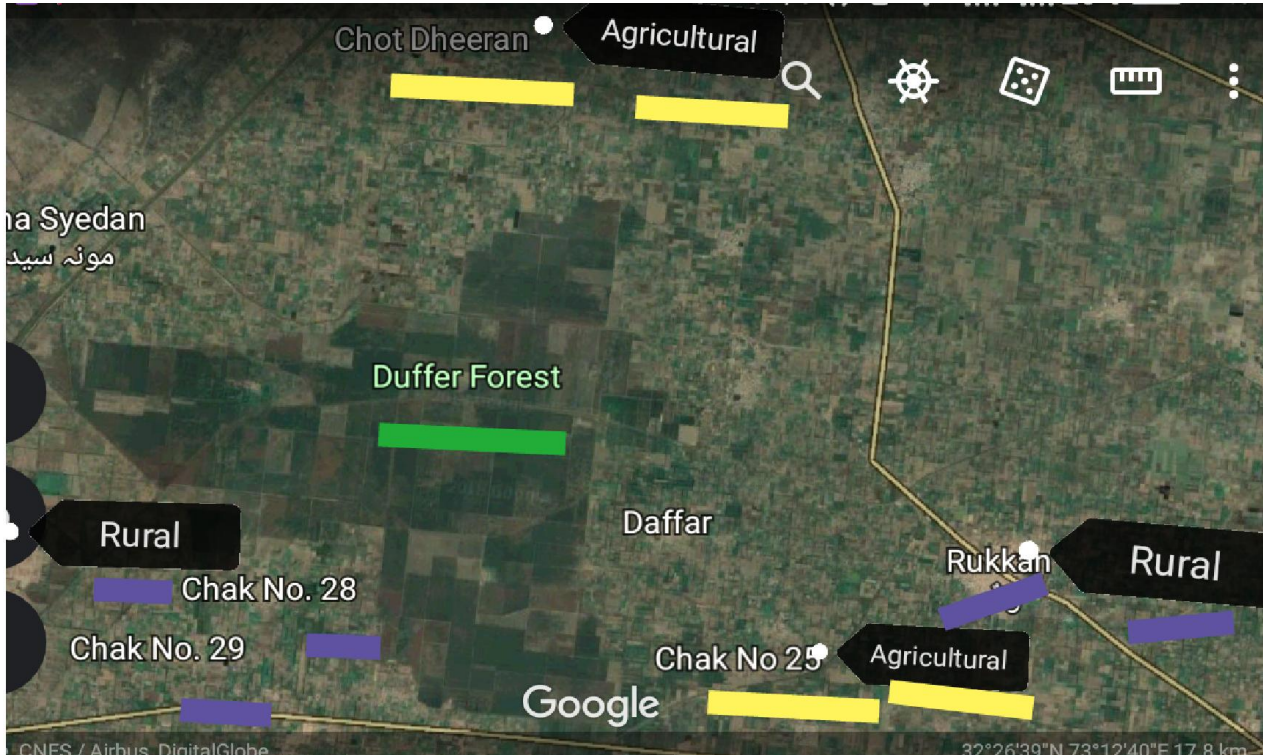 Chot Dheeran
Agricultural
na Syedan
مونہ سید
Duffer Forest
Daffar
Rural
Chak No. 28
Rukkan
Rural
Chak No. 29
Chak No 25
Agricultural
Google
CNES / Airbus, DigitalGlobe
32°26'39"N 73°12'40"E 17.8 km